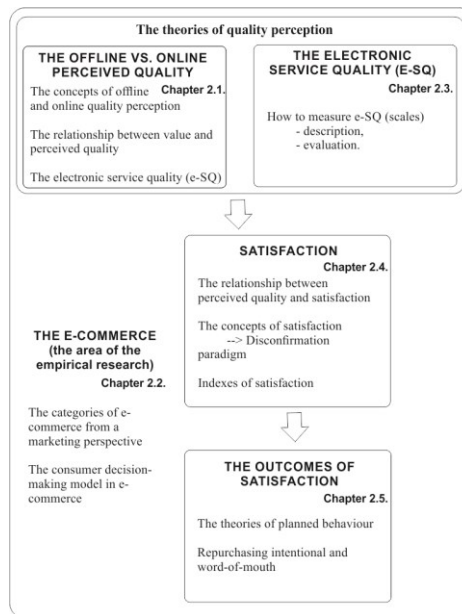 The theories of quality perception
THE OFFLINE VS. ONLINE
PERCEIVED QUALITY
Chapter 2.1.
The concepts of offline
and online quality perception
The relationship between value and
perceived quality
The electronic service quality (e-SQ)
THE ELECTRONIC
SERVICE QUALITY (E-SQ)
Chapter 2.3.
How to measure e-SQ (scales)
- description,
- evaluation.
SATISFACTION
Chapter 2.4.
The relationship between
perceived quality and satisfaction
The concepts of satisfaction
--> Disconfirmation
paradigm
Indexes of satisfaction
THE E-COMMERCE
(the area of the
empirical research)
Chapter 2.2.
The categories of e-
commerce from a
marketing perspective
The consumer decision-
making model in e-
commerce
THE OUTCOMES OF
SATISFACTION
Chapter 2.5.
The theories of planned behaviour
Repurchasing intentional and
word-of-mouth